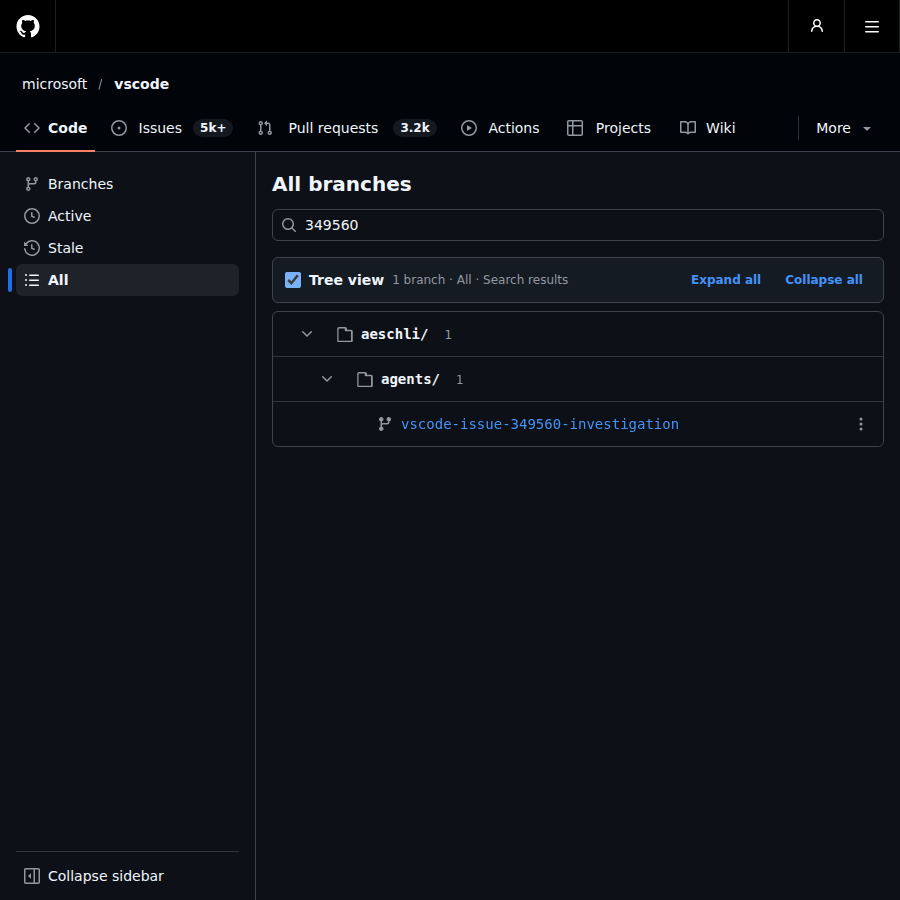 microsoft / vscode
Code Issues 5k+ Pull requests 3.2k Actions Projects Wiki More
Branches
Active
Stale
All
All branches
349560
Tree view 1 branch · All · Search results Expand all Collapse all
aeschli/ 1
agents/ 1
vscode-issue-349560-investigation
Collapse sidebar